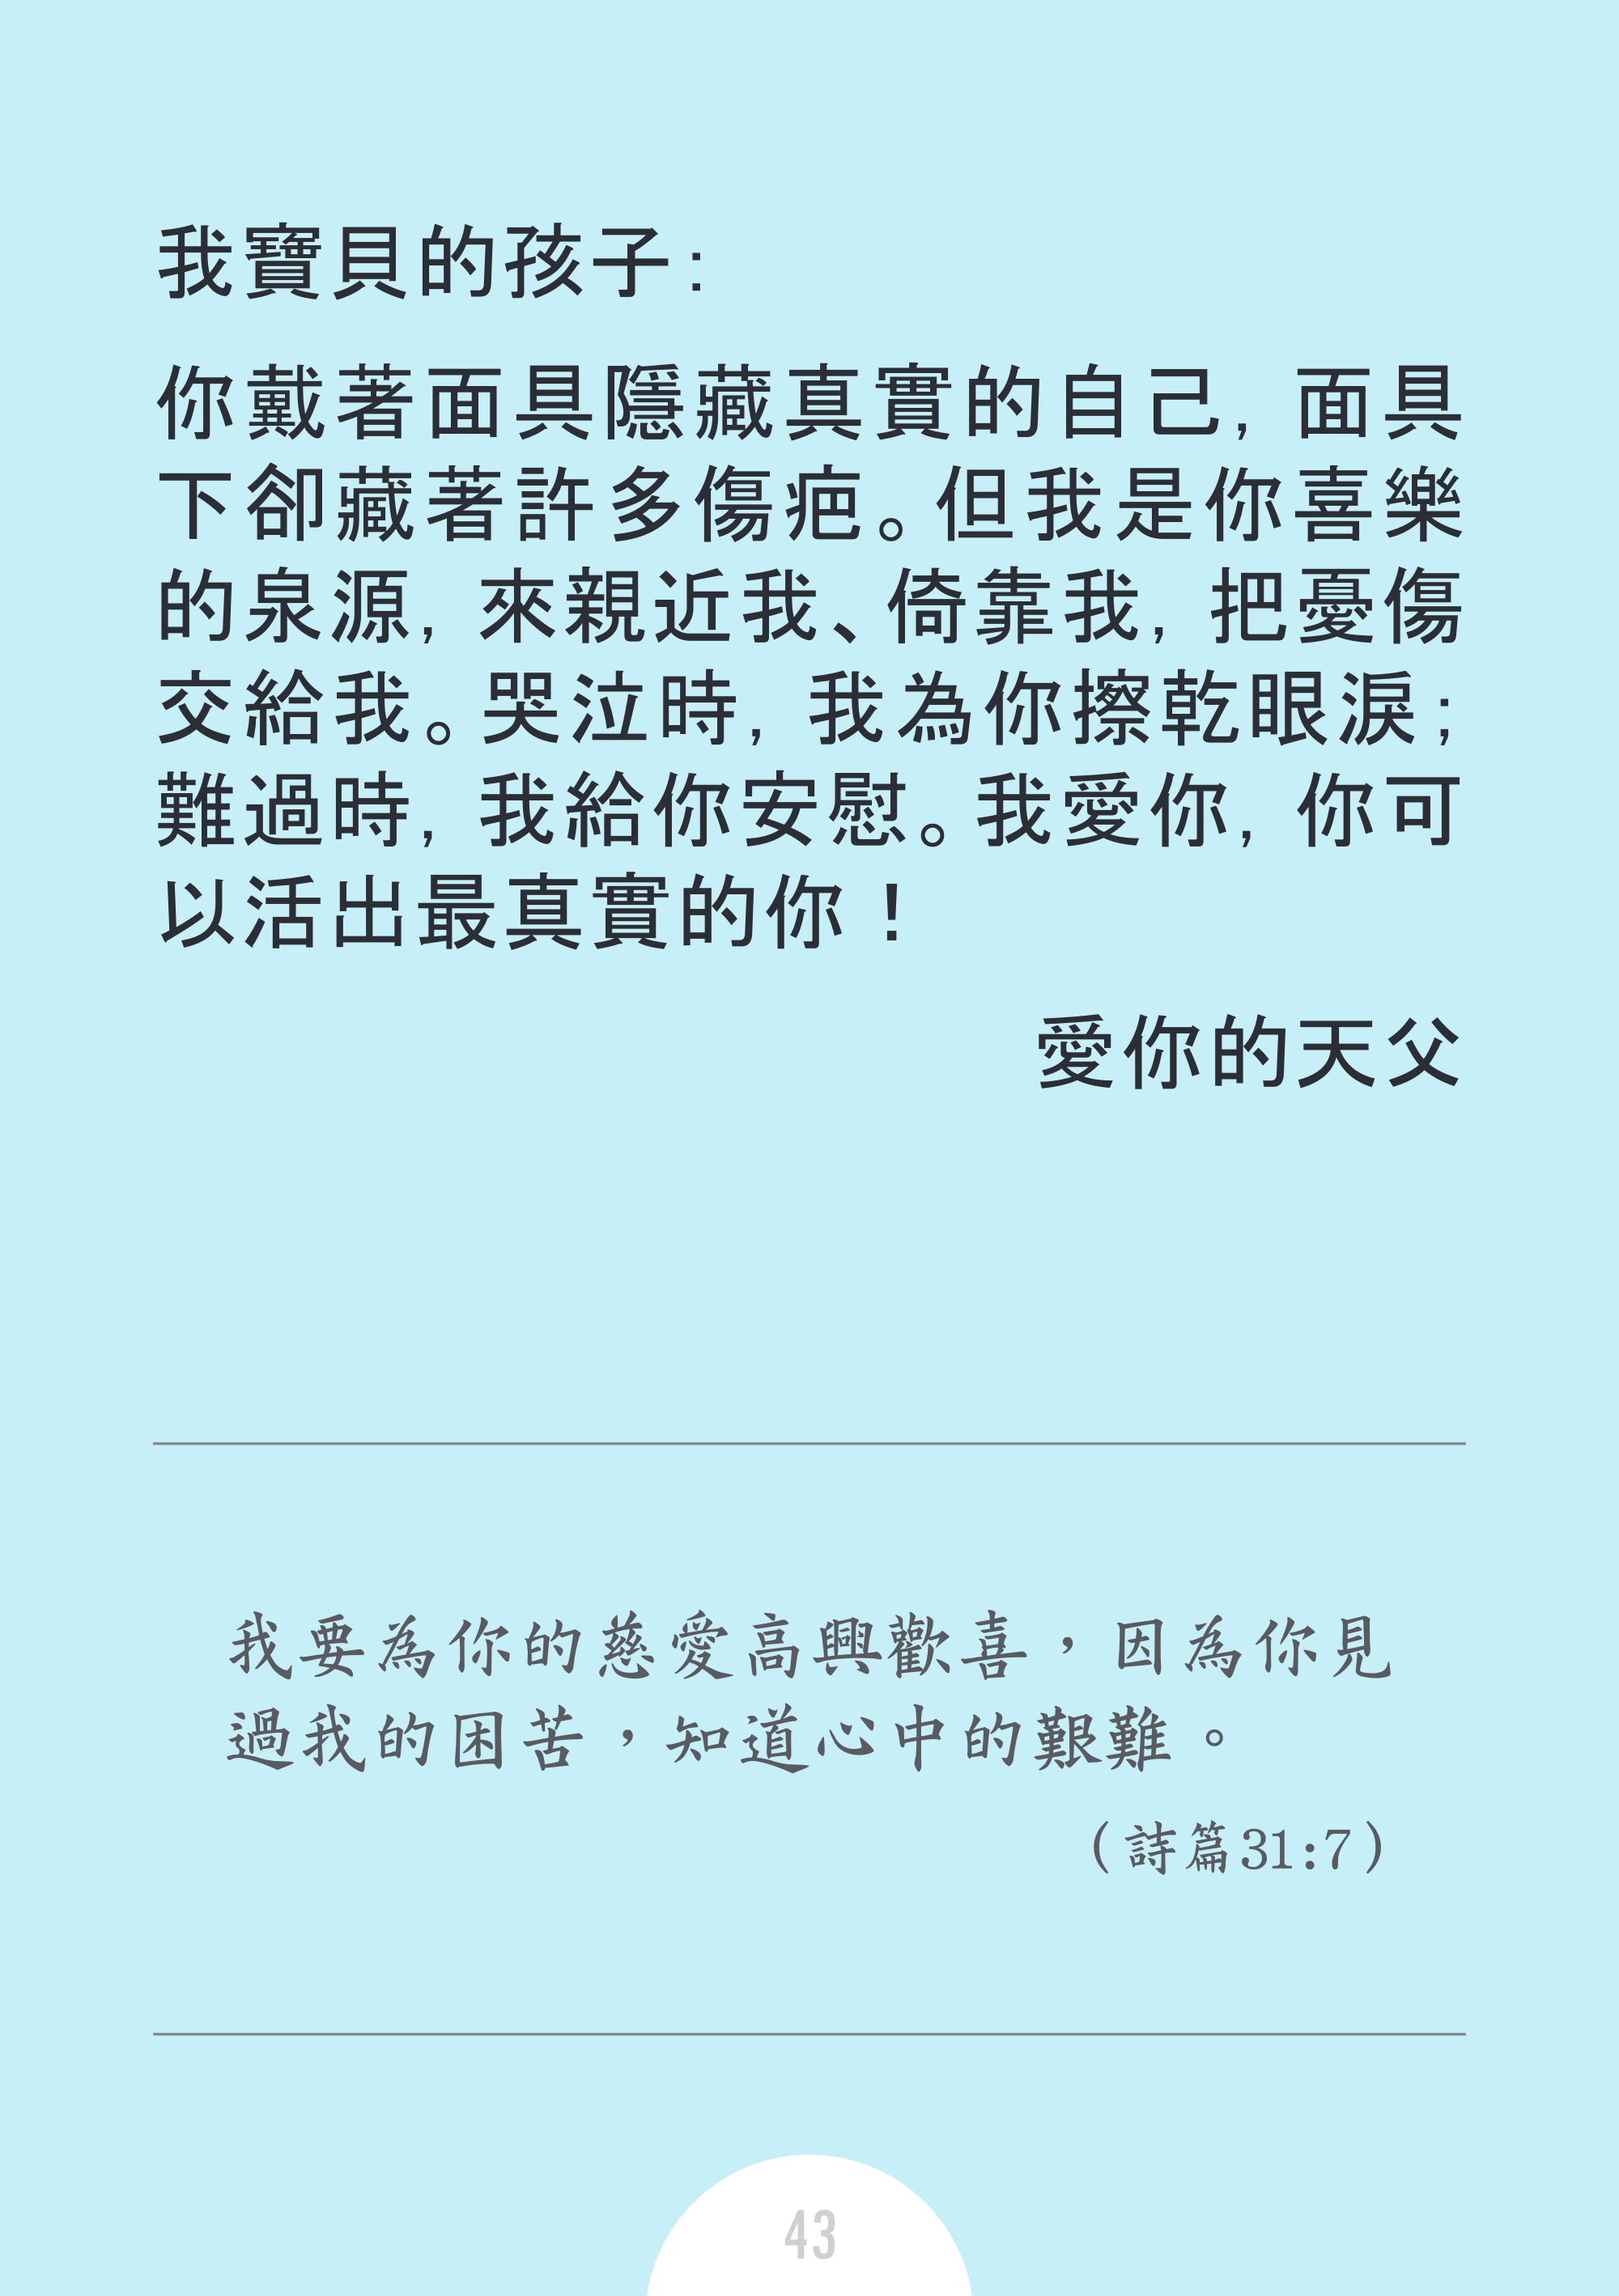 我寶貝的孩子：
你戴著面具隱藏真實的自己，面具
下卻藏著許多傷疤。但我是你喜樂
的泉源，來親近我、倚靠我，把憂傷
交給我。哭泣時，我為你擦乾眼淚；
難過時，我給你安慰。我愛你，你可
以活出最真實的你！
愛你的天父
我要為你的慈愛高興歡喜，因為你見
過我的困苦，知道心中的艱難。
（詩篇31:7）
43